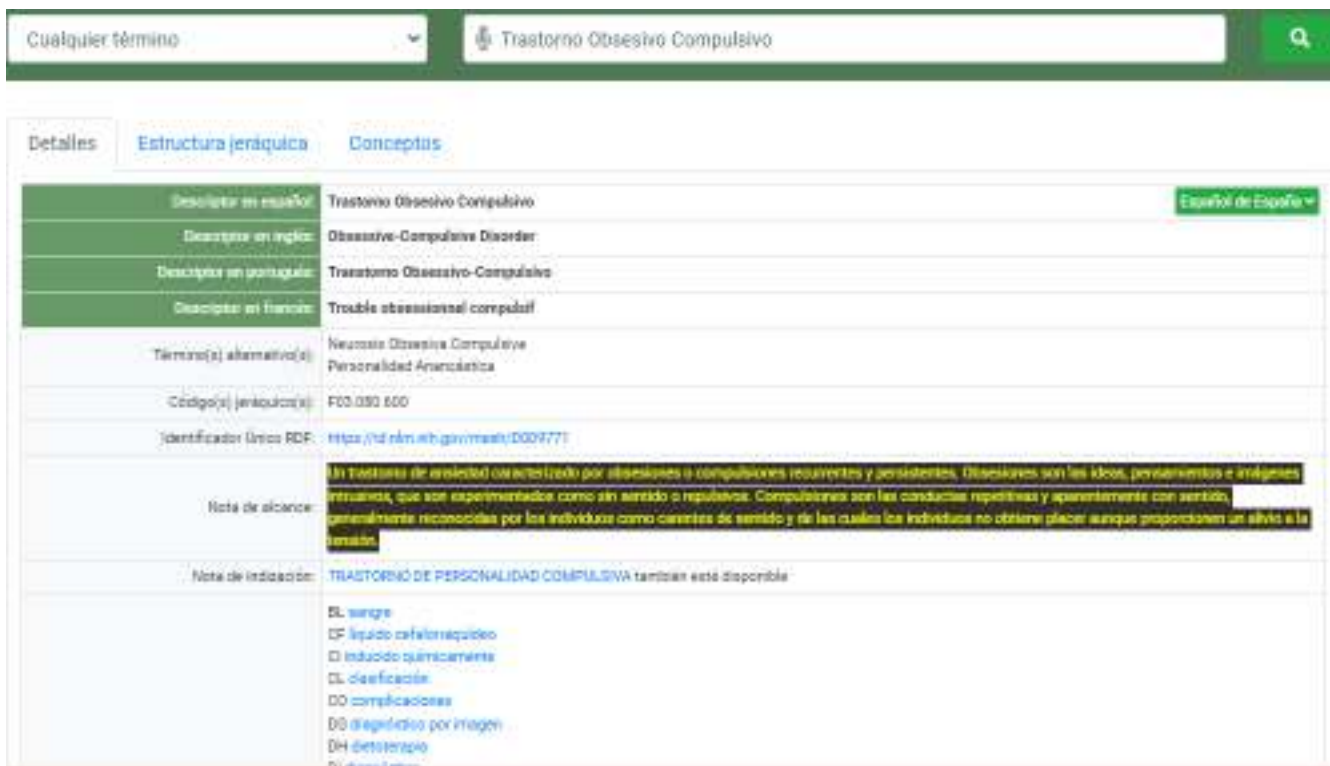 Cualquier término
Trastorno Obsesivo Compulsivo
Detalles
Estructura jeráquica
Conceptos
Descriptor en español: Trastorno Obsesivo Compulsivo
Español de España
Descriptor en inglés: Obsessive-Compulsive Disorder
Descriptor en portugués: Transtorno Obsessivo-Compulsivo
Descriptor en francés: Trouble obsessionnel compulsif
Término(s) alternativo(s): Neurosis Obsesiva Compulsiva
Personalidad Anancástica
Código(s) jeráquico(s): F03.080.600
Identificador Único RDF: https://id.nlm.nih.gov/mesh/D009771
Nota de alcance: Un trastorno de ansiedad caracterizado por obsesiones o compulsiones recurrentes y persistentes. Obsesiones son las ideas, pensamientos e imágenes
intrusivos, que son experimentados como sin sentido o repulsivos. Compulsiones son las conductas repetitivas y aparentemente con sentido,
generalmente reconocidas por los individuos como carentes de sentido y de las cuales los individuos no obtiene placer aunque proporcionen un alivio a la
tensión.
Nota de indización: TRASTORNO DE PERSONALIDAD COMPULSIVA también está disponible
BL sangre
CF líquido cefalorraquídeo
CI inducido químicamente
CL clasificación
CO complicaciones
DG diagnóstico por imagen
DH dietoterapia